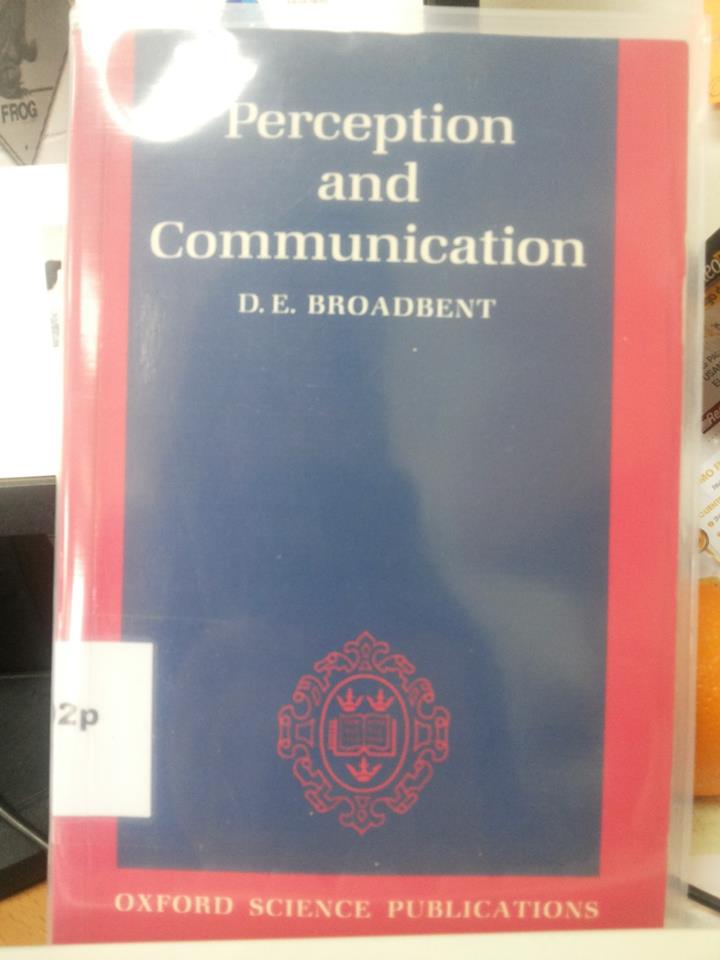 FROG
Perception
and
Communication
D. E. BROADBENT
2p
OXFORD SCIENCE PUBLICATIONS